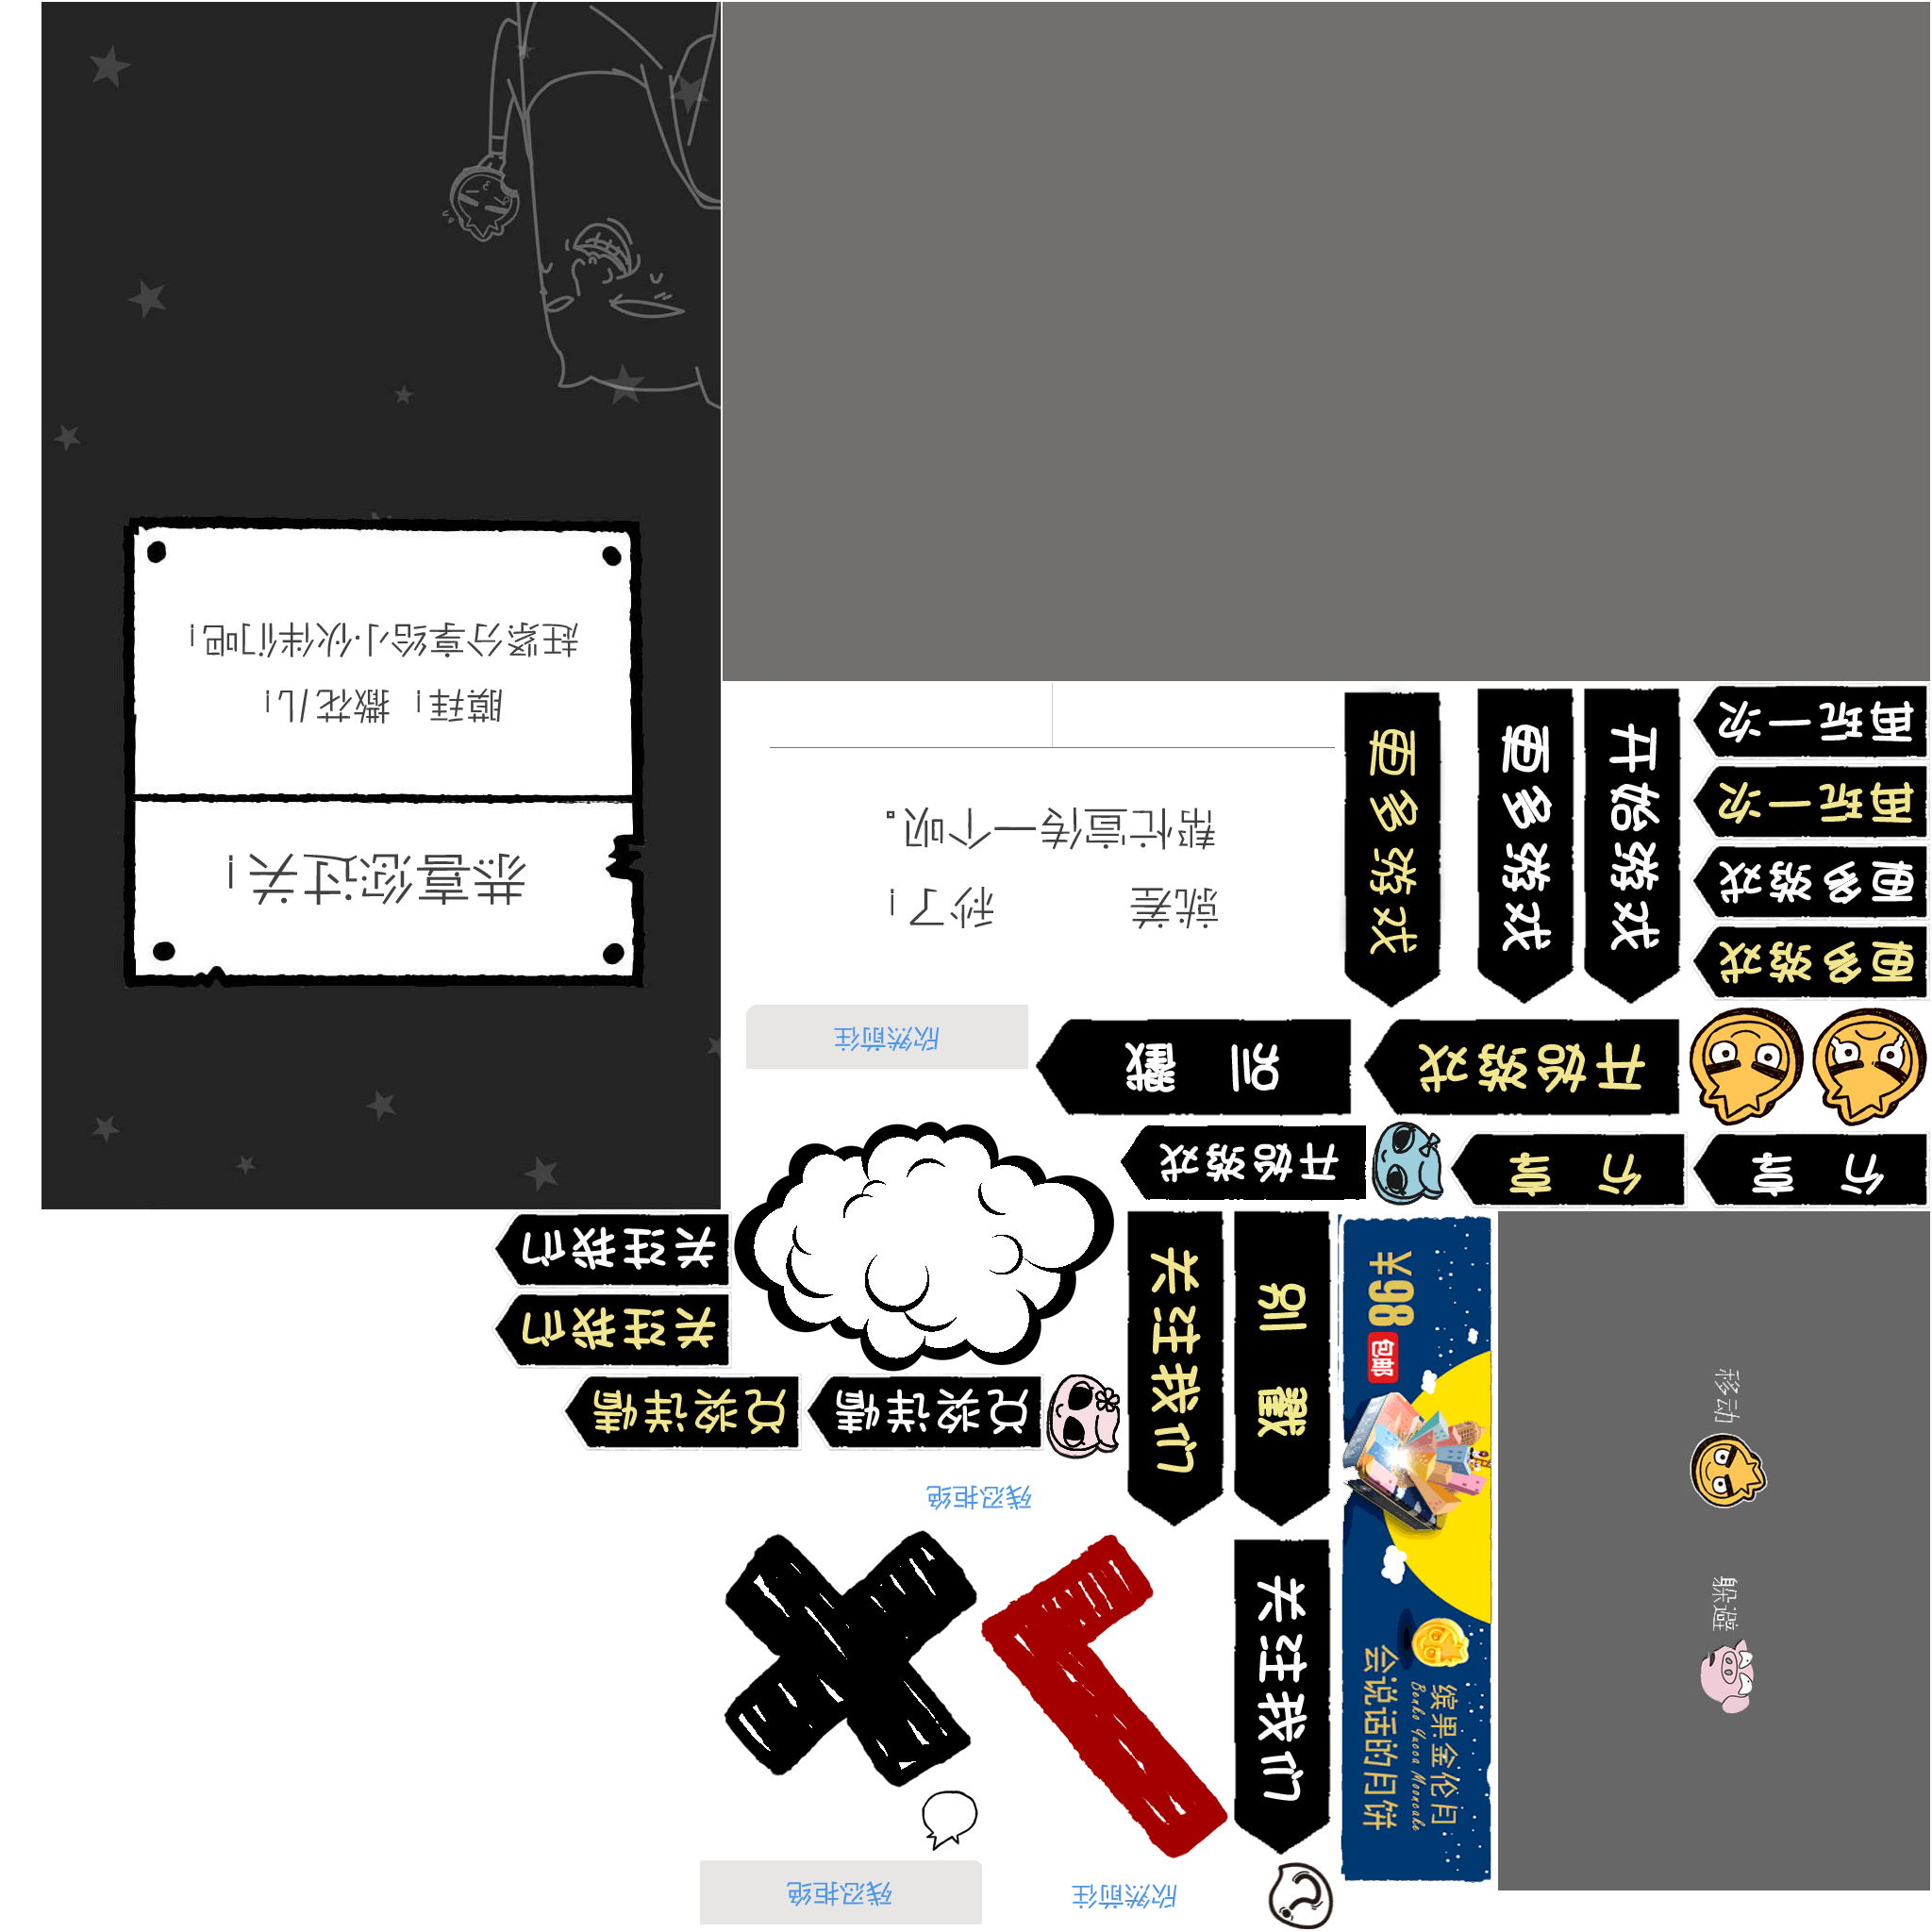 恭喜您过关!
膜拜! 撒花儿!
赶紧分享给小伙伴们吧!
就差 秒了!
帮忙宣传一个呗。
更多游戏
更多游戏
开始游戏
再玩一次
再玩一次
更多游戏
更多游戏
欣然前往
别 戳
开始游戏
开始游戏
分 享
分 享
关注我们
关注我们
兑奖详情
兑奖详情
关注我们
别 戳
残忍拒绝
关注我们
¥98
包邮
缤果金伦月
会说话的月饼
移动
躲避
残忍拒绝
欣然前往